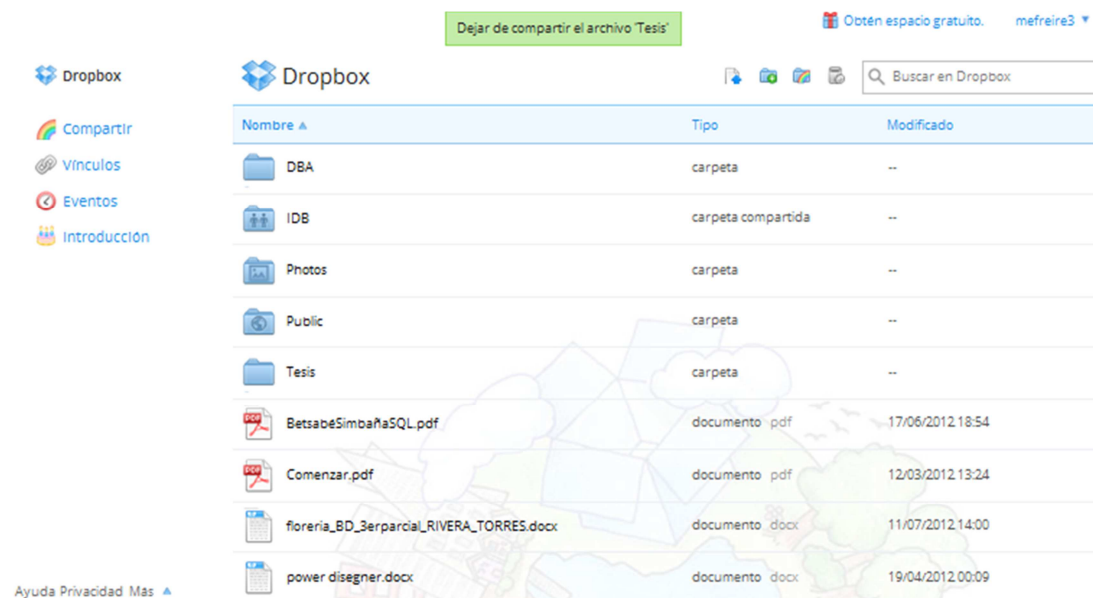 Dejar de compartir el archivo 'Tesis'
Obtén espacio gratuito. mefreire3
Dropbox
Compartir
Vínculos
Eventos
Introducción
Dropbox
Buscar en Dropbox
Nombre Tipo Modificado
DBA carpeta --
IDB carpeta compartida --
Photos carpeta --
Public carpeta --
Tesis carpeta --
BetsabéSimbañaSQL.pdf documento pdf 17/06/2012 18:54
Comenzar.pdf documento pdf 12/03/2012 13:24
floreria_BD_3erparcial_RIVERA_TORRES.docx documento docx 11/07/2012 14:00
power disegner.docx documento docx 19/04/2012 00:09
Ayuda Privacidad Más